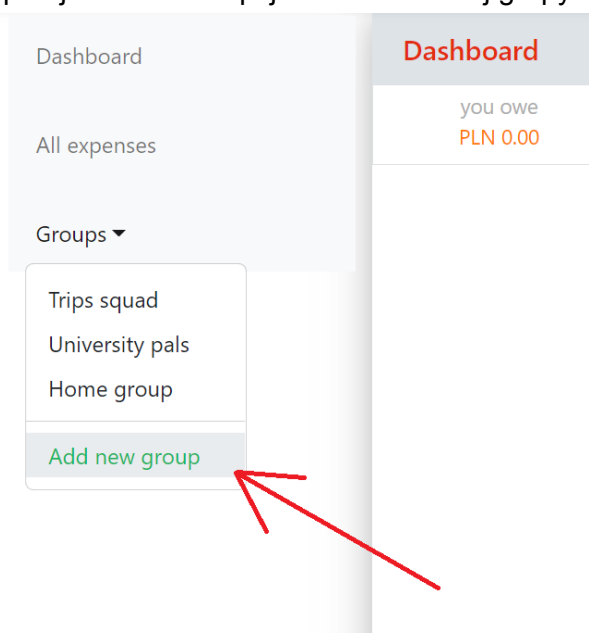 Dashboard
All expenses
Groups
Trips squad
University pals
Home group
Add new group
Dashboard
you owe
PLN 0.00